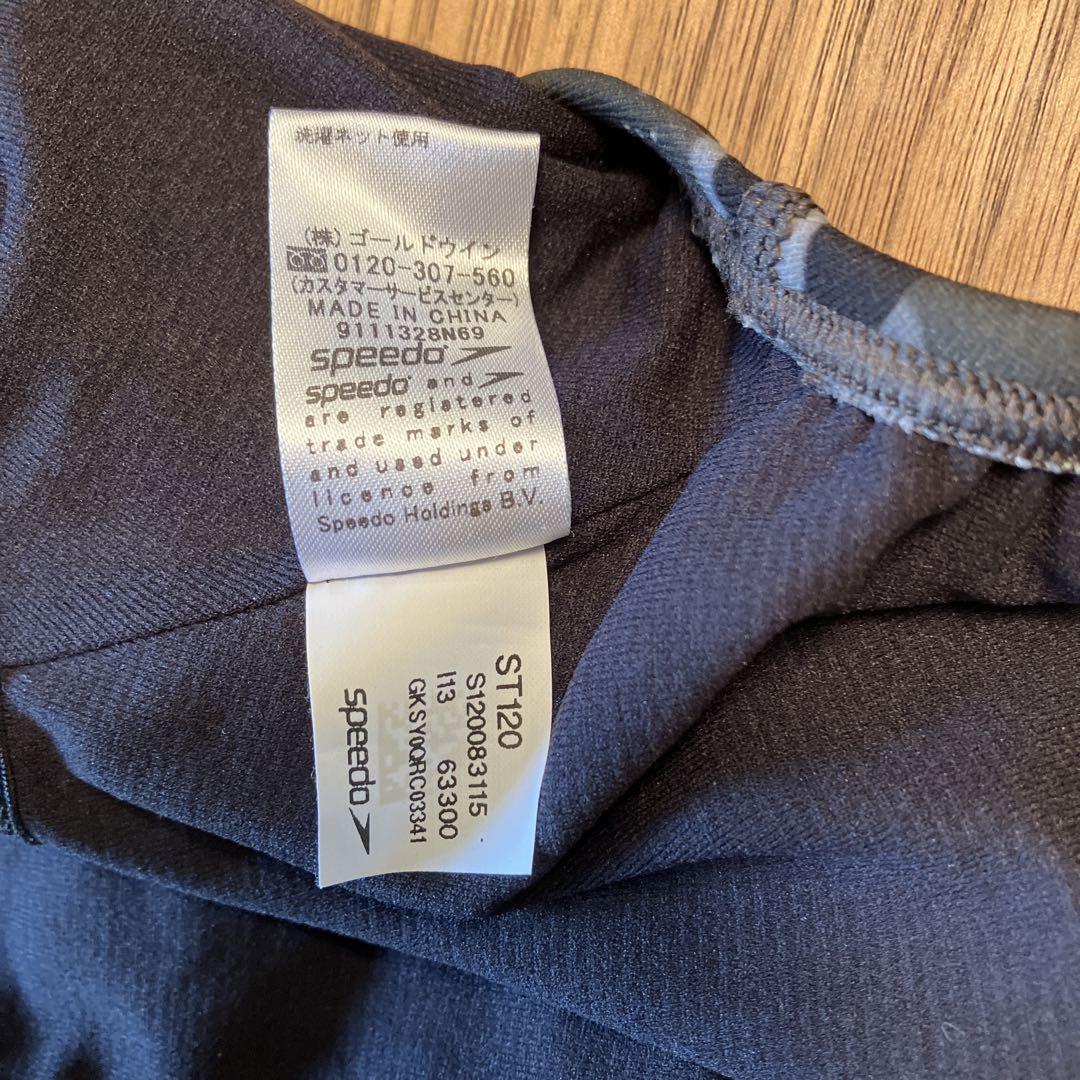 洗濯ネット使用
(株)ゴールドウイン
0120-307-560
(カスタマーサービスセンター)
MADE IN CHINA
9111328N69
speedo
speedo and
are registered
trade marks of
and used under
licence from
Speedo Holdings B.V.
ST120
S120083115
I13 63300
GKSY0QRC03341
speedo